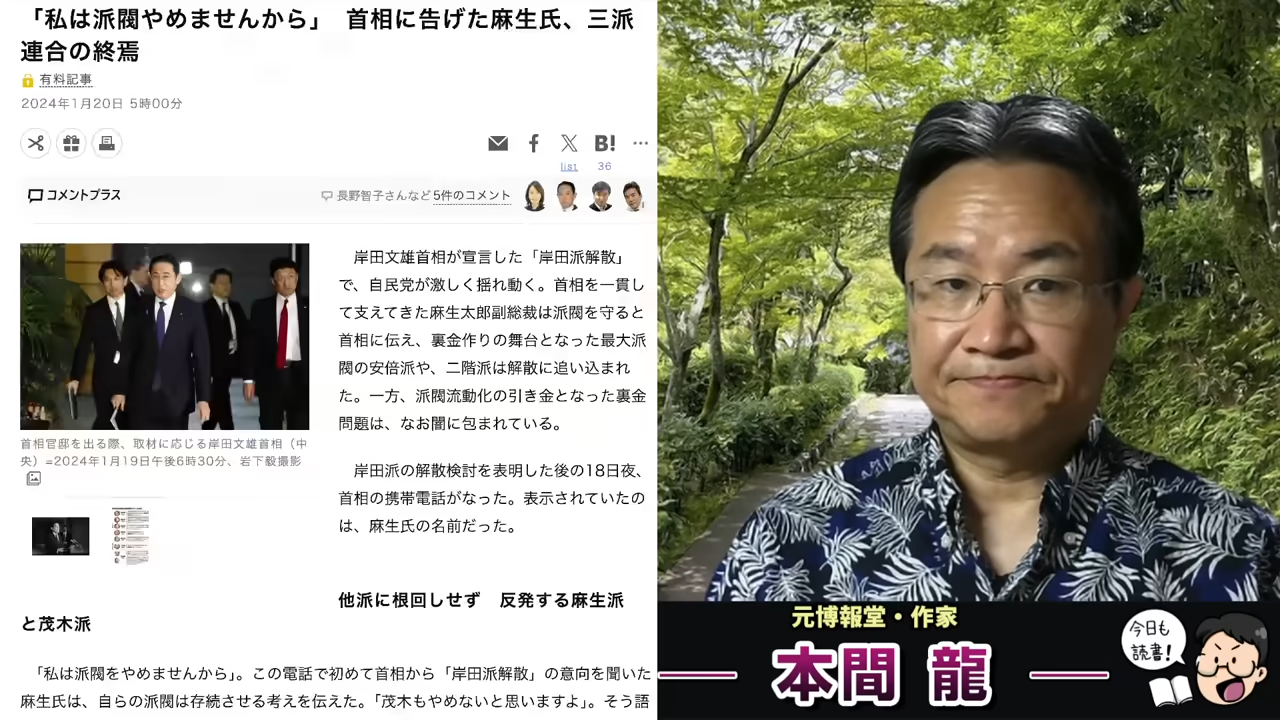 「私は派閥やめませんから」　首相に告げた麻生氏、三派
連合の終焉
有料記事
2024年1月20日 5時00分
B!
list
36
コメントプラス
長野智子さんなど 5件のコメント
岸田文雄首相が宣言した「岸田派解散」
で、自民党が激しく揺れ動く。首相を一貫し
て支えてきた麻生太郎副総裁は派閥を守ると
首相に伝え、裏金作りの舞台となった最大派
閥の安倍派や、二階派は解散に追い込まれ
た。一方、派閥流動化の引き金となった裏金
問題は、なお闇に包まれている。
首相官邸を出る際、取材に応じる岸田文雄首相（中
央）=2024年1月19日午後6時30分、岩下毅撮影
岸田派の解散検討を表明した後の18日夜、
首相の携帯電話がなった。表示されていたの
は、麻生氏の名前だった。
他派に根回しせず　反発する麻生派
と茂木派
「私は派閥をやめませんから」。この電話で初めて首相から「岸田派解散」の意向を聞いた
麻生氏は、自らの派閥は存続させる考えを伝えた。「茂木もやめないと思いますよ」。そう語
元博報堂・作家
本間 龍
今日も
読書!